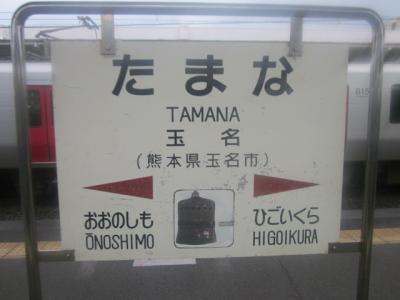 たまな
TAMANA
玉名
(熊本県玉名市)
おおのしも
ŌNOSHIMO
ひごいくら
HIGOIKURA
815